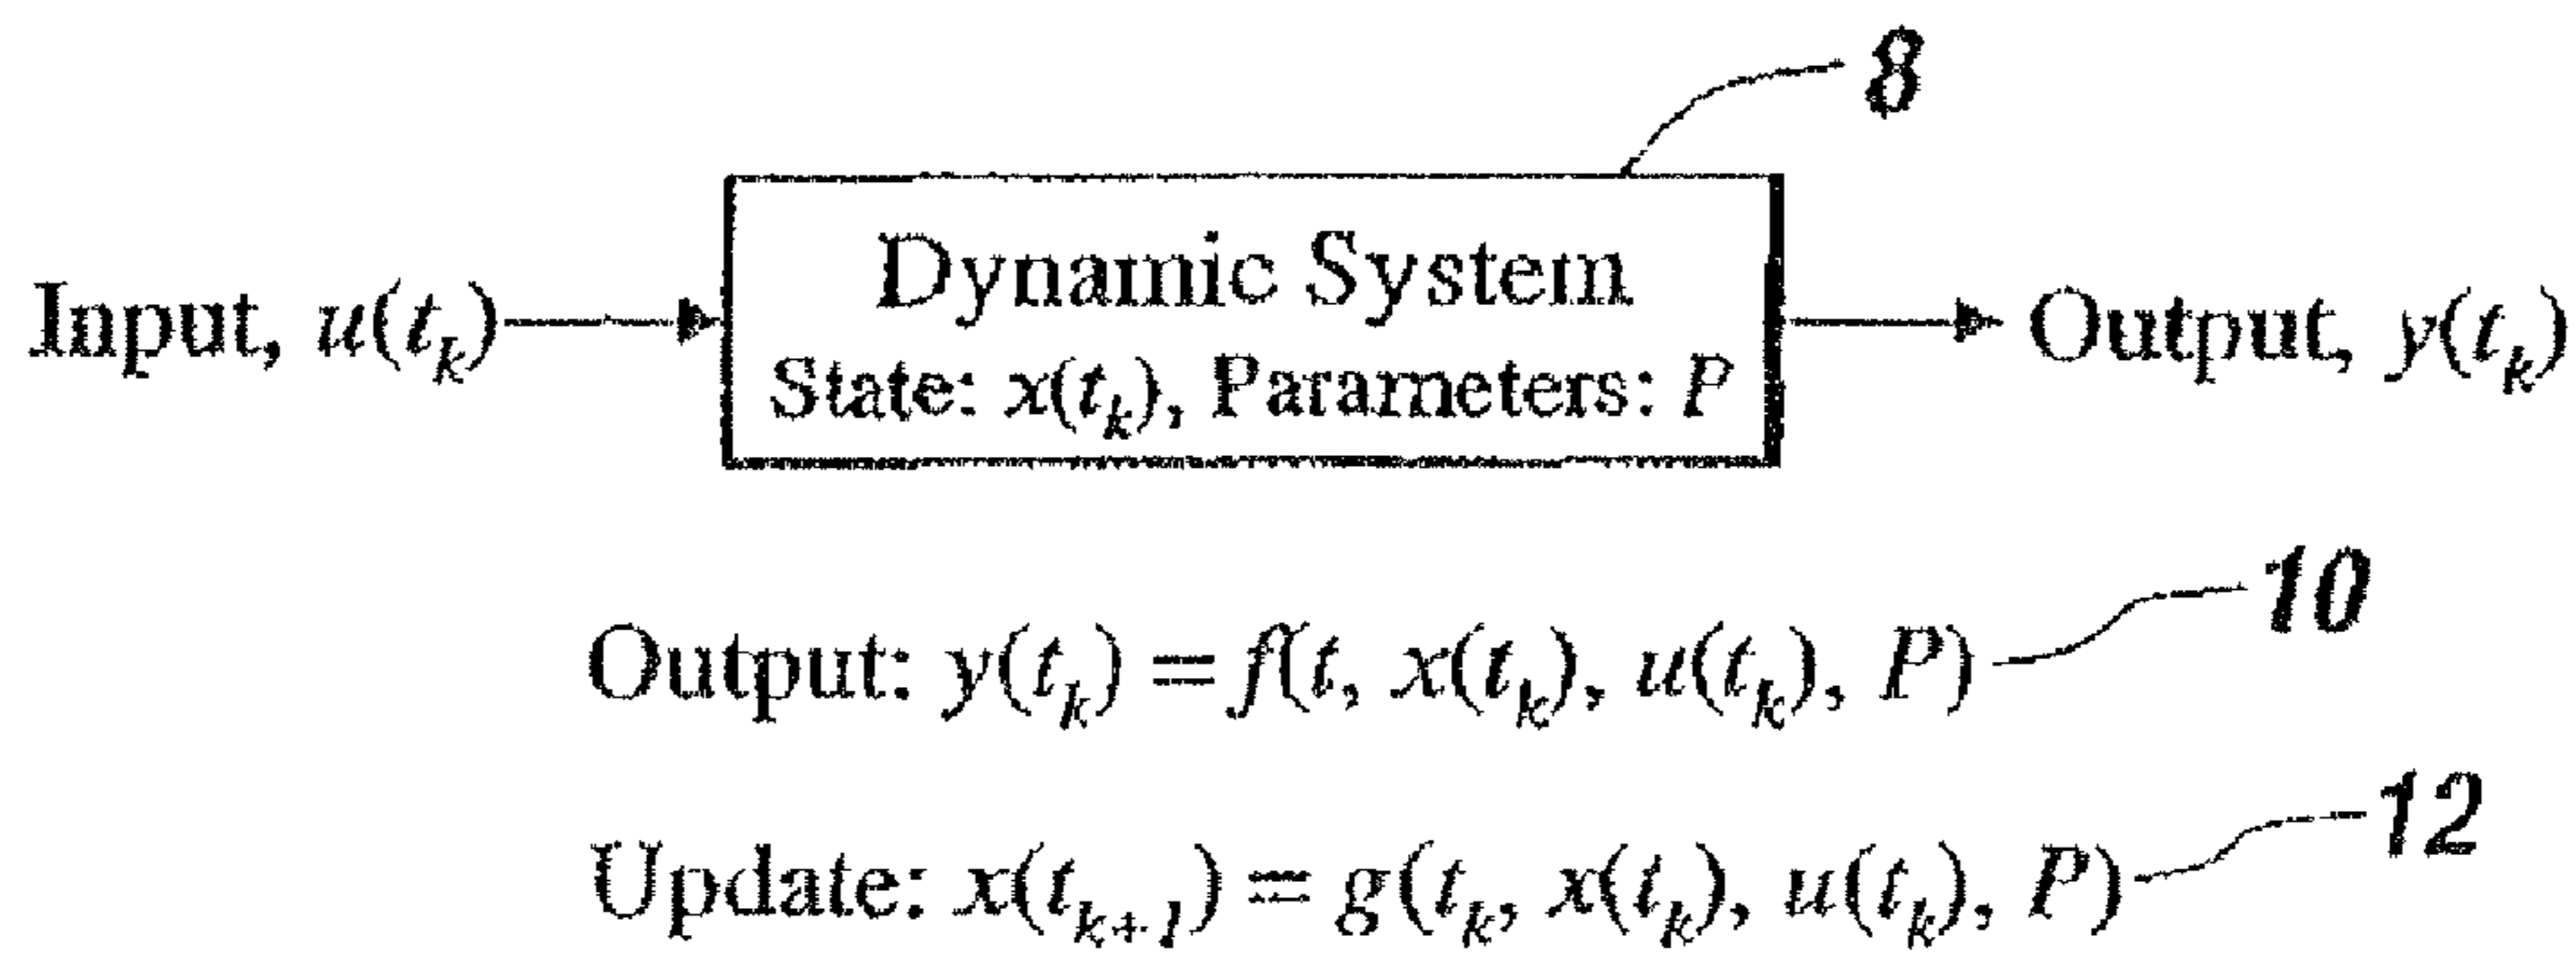 8
Dynamic System
Input, u(t_k)
State: x(t_k), Parameters: P
Output, y(t_k)
10
Output: y(t_k) = f(t, x(t_k), u(t_k), P)
12
Update: x(t_{k+1}) = g(t_k, x(t_k), u(t_k), P)